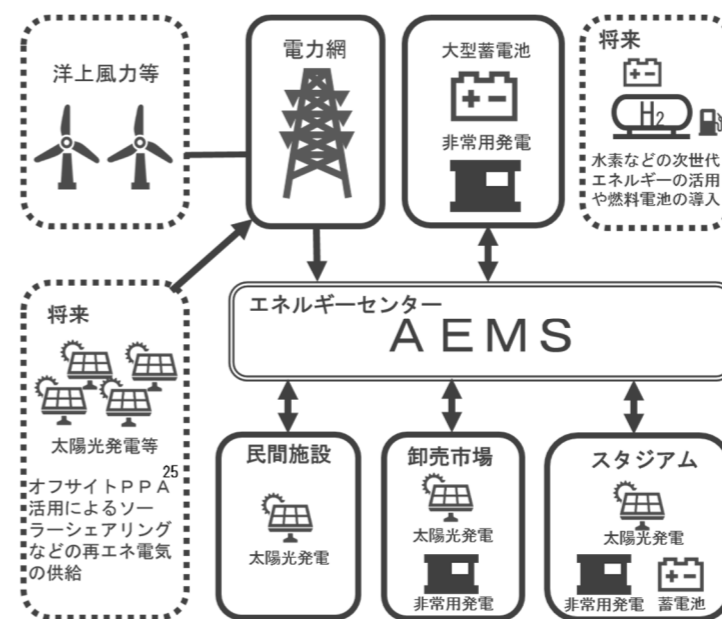 洋上風力等
電力網
大型蓄電池
非常用発電
将来
H2
水素などの次世代
エネルギーの活用
や燃料電池の導入
エネルギーセンター
AEMS
将来
太陽光発電等
オフサイトPPA25
活用によるソー
ラーシェアリング
などの再エネ電気
の供給
民間施設
太陽光発電
卸売市場
太陽光発電
非常用発電
スタジアム
太陽光発電
非常用発電
蓄電池